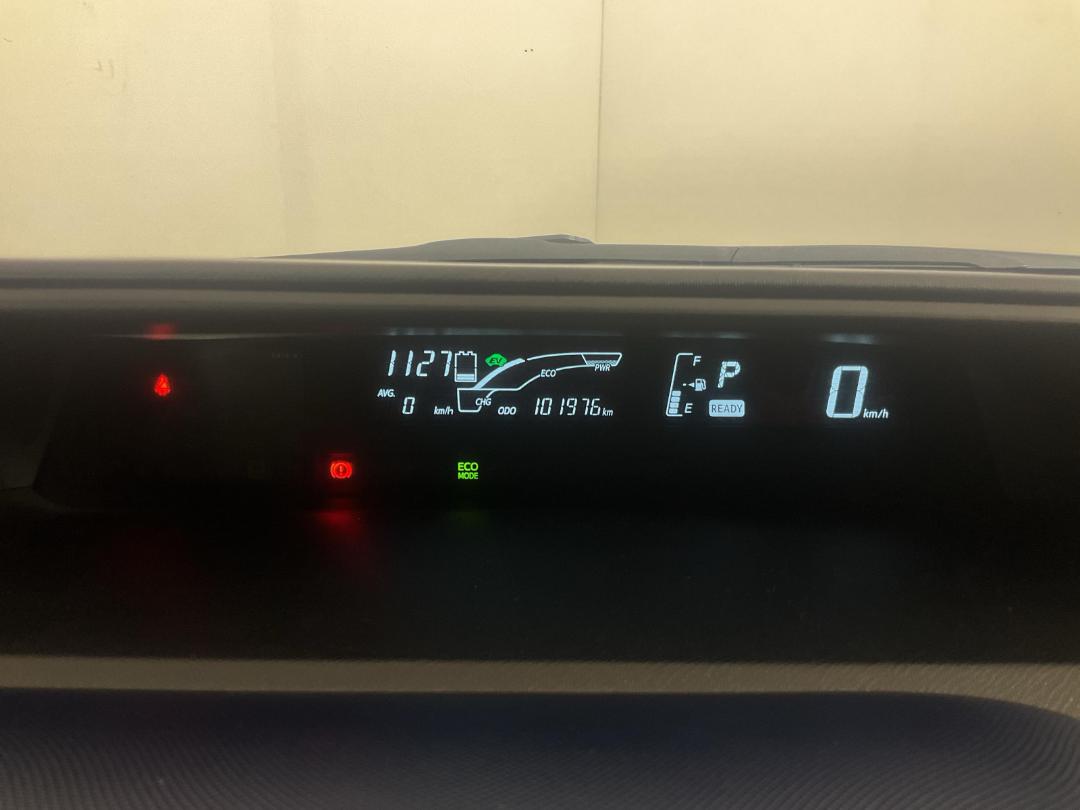 1127
EV
ECO
PWR
AVG.
0 km/h
CHG
ODO 101976 km
F
E
P
READY
0 km/h
ECO
MODE